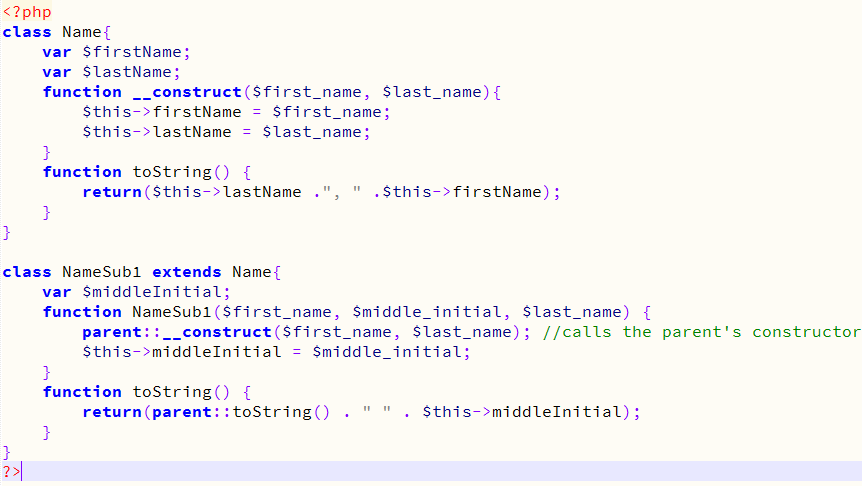 <?php
class Name{
    var $firstName;
    var $lastName;
    function __construct($first_name, $last_name){
        $this->firstName = $first_name;
        $this->lastName = $last_name;
    }
    function toString() {
        return($this->lastName .", " .$this->firstName);
    }
}

class NameSub1 extends Name{
    var $middleInitial;
    function NameSub1($first_name, $middle_initial, $last_name) {
        parent::__construct($first_name, $last_name); //calls the parent's constructor
        $this->middleInitial = $middle_initial;
    }
    function toString() {
        return(parent::toString() . " " . $this->middleInitial);
    }
}
?>